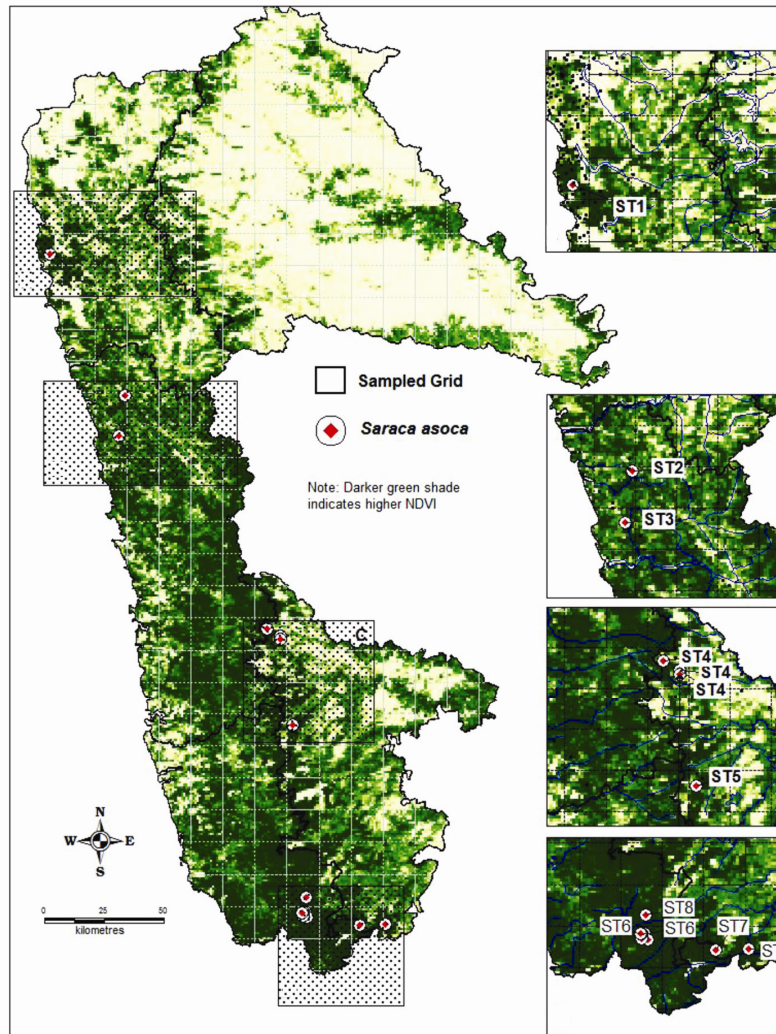 ST1
Sampled Grid
Saraca asoca
Note: Darker green shade
indicates higher NDVI
ST2
ST3
C
ST4
ST4
ST4
ST5
N
W E
S
0 25 50
kilometres
ST8
ST6 ST6 ST7